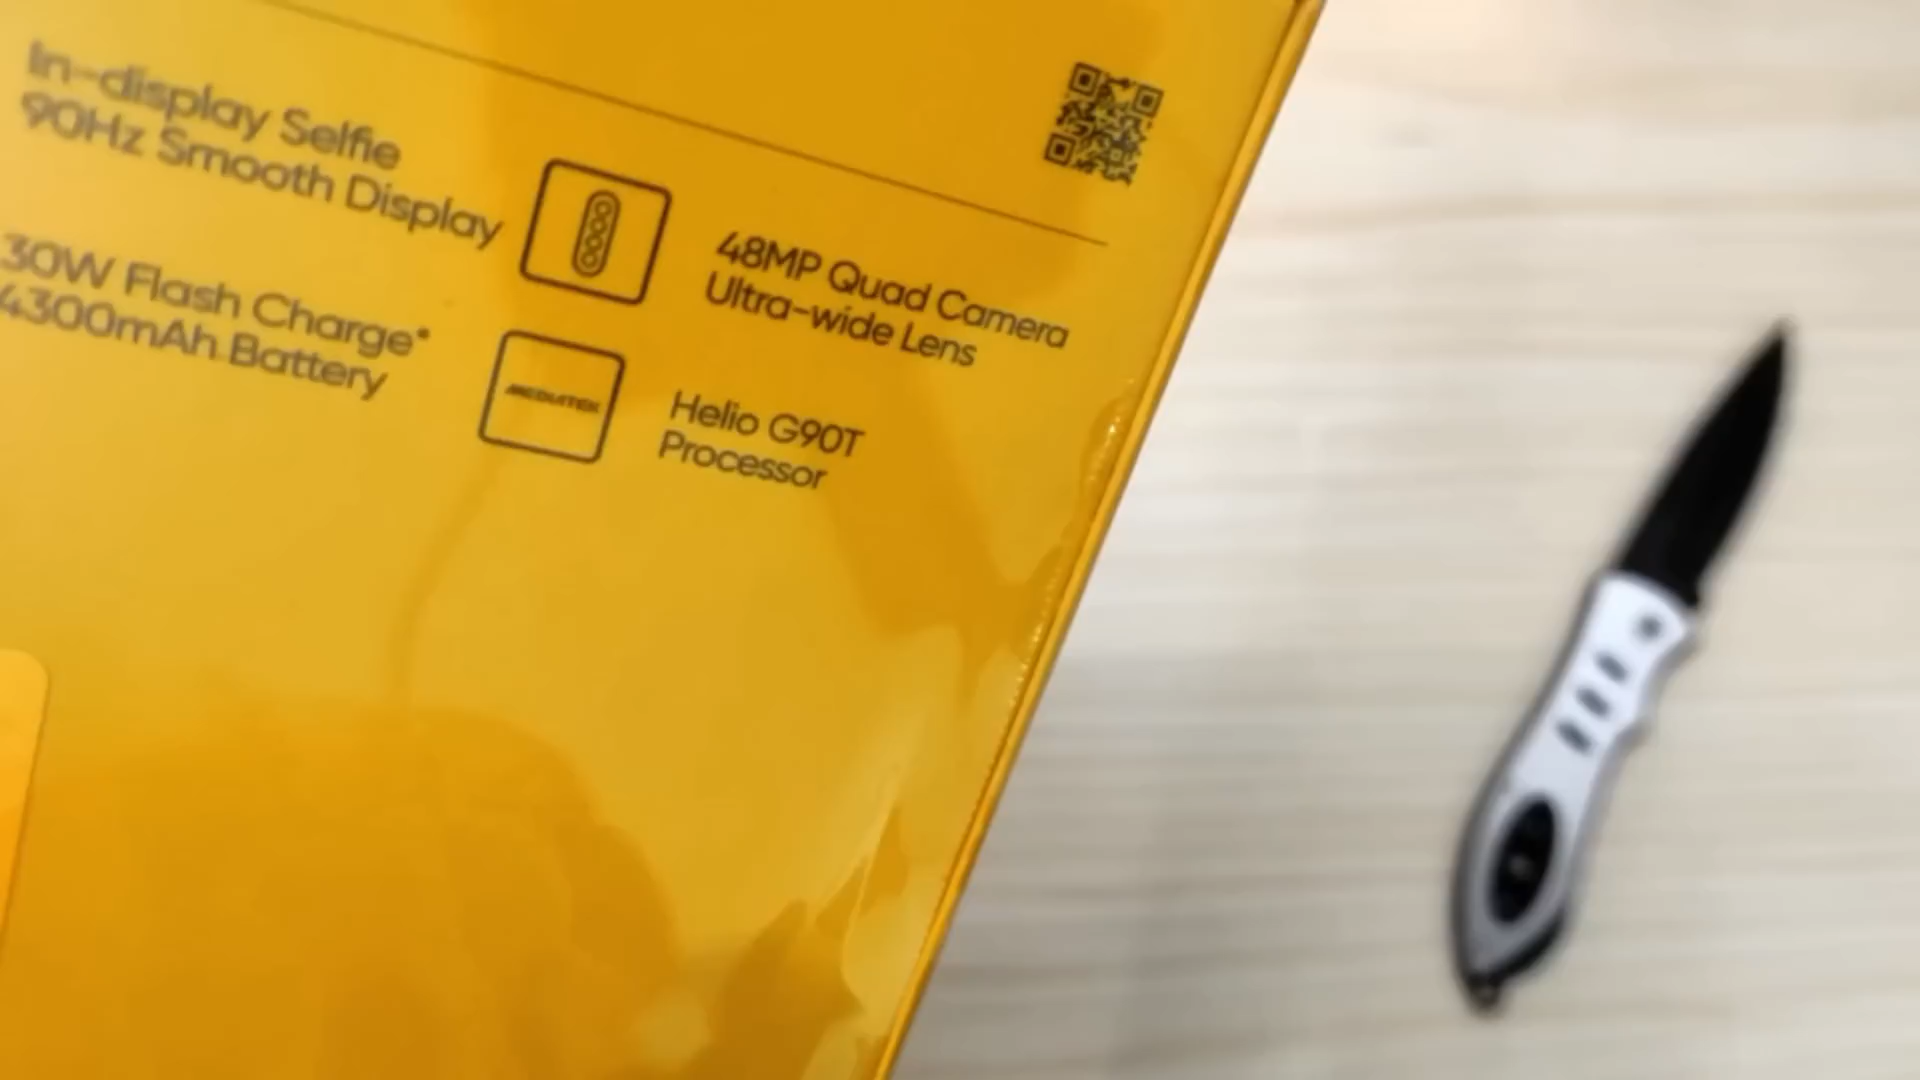 In-display Selfie
90Hz Smooth Display
30W Flash Charge*
4300mAh Battery
48MP Quad Camera
Ultra-wide Lens
MEDIATEK
Helio G90T
Processor